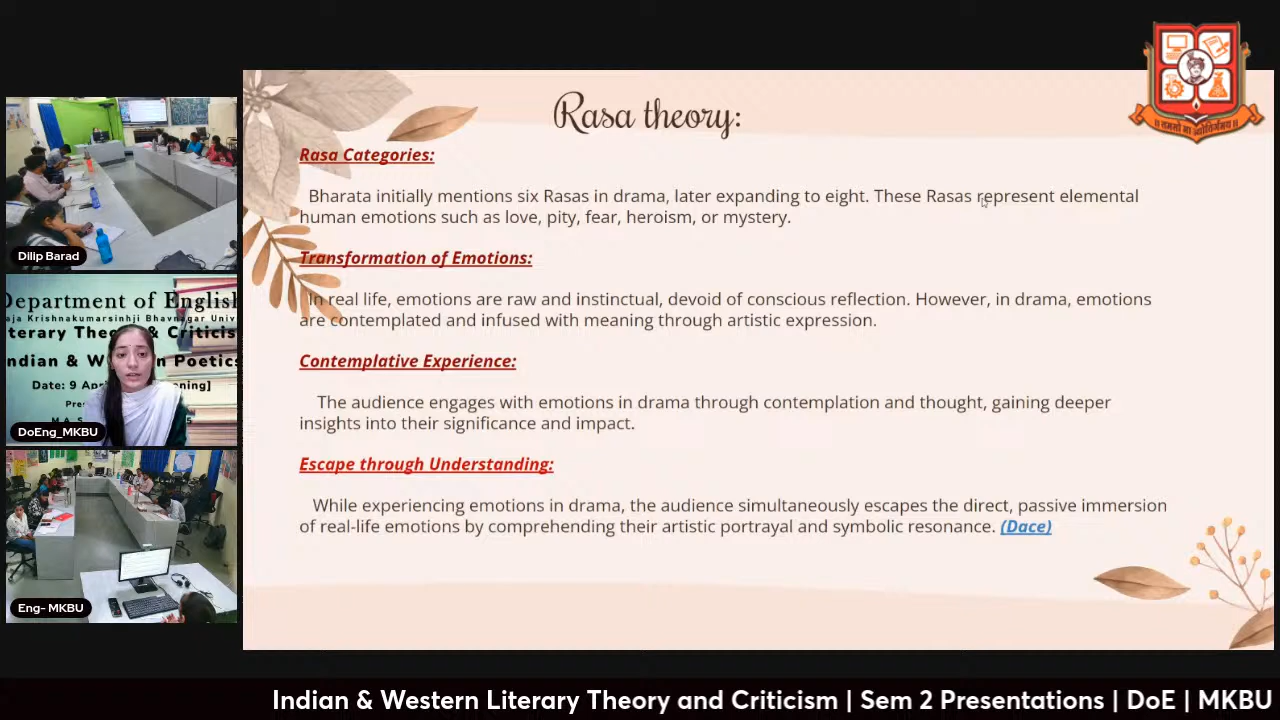 Rasa theory:
Rasa Categories:
Bharata initially mentions six Rasas in drama, later expanding to eight. These Rasas represent elemental
human emotions such as love, pity, fear, heroism, or mystery.
Transformation of Emotions:
In real life, emotions are raw and instinctual, devoid of conscious reflection. However, in drama, emotions
are contemplated and infused with meaning through artistic expression.
Contemplative Experience:
The audience engages with emotions in drama through contemplation and thought, gaining deeper
insights into their significance and impact.
Escape through Understanding:
While experiencing emotions in drama, the audience simultaneously escapes the direct, passive immersion
of real-life emotions by comprehending their artistic portrayal and symbolic resonance. (Dace)
Dilip Barad
Department of English
Krishnakumarsinhji Bhavnagar Univ
Date: 9
DoEng_MKBU
Eng- MKBU
Indian & Western Literary Theory and Criticism | Sem 2 Presentations | DoE | MKBU